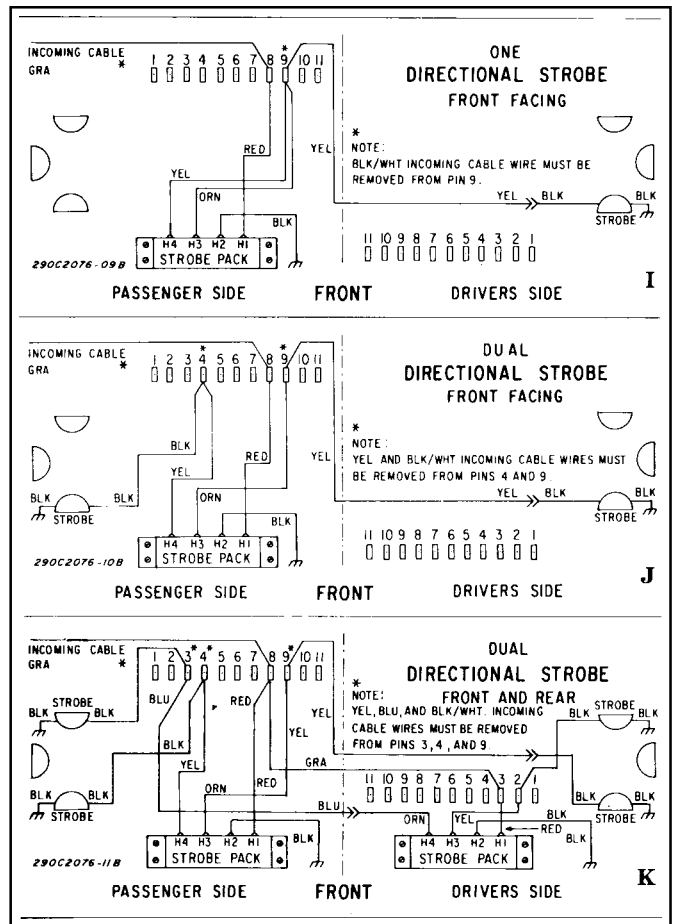 INCOMING CABLE
GRA *
1 2 3 4 5 6 7 8 9 10 11
*
ONE
DIRECTIONAL STROBE
FRONT FACING
*
NOTE:
BLK/WHT INCOMING CABLE WIRE MUST BE
REMOVED FROM PIN 9.
RED
YEL
YEL
ORN
BLK
YEL BLK
BLK
STROBE
H4 H3 H2 H1
STROBE PACK
11 10 9 8 7 6 5 4 3 2 1
290C2076-09B
PASSENGER SIDE FRONT DRIVERS SIDE
I
INCOMING CABLE
GRA *
* *
1 2 3 4 5 6 7 8 9 10 11
DUAL
DIRECTIONAL STROBE
FRONT FACING
*
NOTE:
YEL AND BLK/WHT INCOMING CABLE WIRES MUST
BE REMOVED FROM PINS 4 AND 9.
BLK
RED
YEL
YEL
ORN
BLK
BLK BLK
STROBE
YEL BLK
BLK
STROBE
H4 H3 H2 H1
STROBE PACK
11 10 9 8 7 6 5 4 3 2 1
290C2076-10B
PASSENGER SIDE FRONT DRIVERS SIDE
J
INCOMING CABLE
GRA *
* * *
1 2 3 4 5 6 7 8 9 10 11
DUAL
DIRECTIONAL STROBE
FRONT AND REAR
*
NOTE:
YEL, BLU, AND BLK/WHT. INCOMING
CABLE WIRES MUST BE REMOVED
FROM PINS 3, 4, AND 9.
STROBE
BLK BLK
BLU
RED
YEL
YEL
BLK
STROBE
BLK
BLK
GRA
BLK BLK
STROBE
YEL
ORN
RED
BLU
11 10 9 8 7 6 5 4 3 2 1
BLK
BLK
STROBE
ORN YEL BLK
RED
BLK
BLK
H4 H3 H2 H1
STROBE PACK
H4 H3 H2 H1
STROBE PACK
290C2076-11B
PASSENGER SIDE FRONT DRIVERS SIDE
K